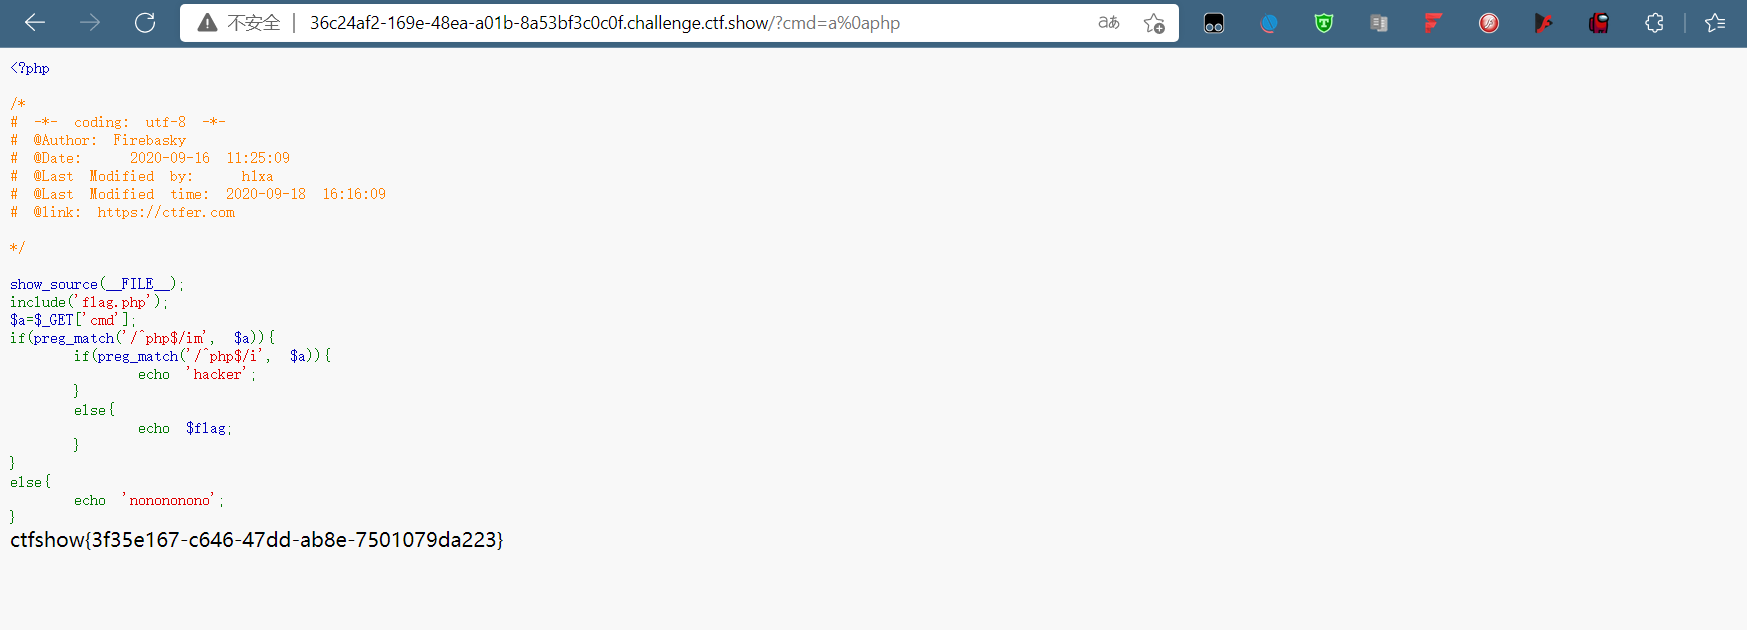 不安全 | 36c24af2-169e-48ea-a01b-8a53bf3c0c0f.challenge.ctf.show/?cmd=a%0aphp aあ
<?php
/*
# -*- coding: utf-8 -*-
# @Author: Firebasky
# @Date: 2020-09-16 11:25:09
# @Last Modified by: h1xa
# @Last Modified time: 2020-09-18 16:16:09
# @link: https://ctfer.com
*/
show_source(__FILE__);
include('flag.php');
$a=$_GET['cmd'];
if(preg_match('/^php$/im', $a)){
if(preg_match('/^php$/i', $a)){
echo 'hacker';
}
else{
echo $flag;
}
}
else{
echo 'nonononono';
}
ctfshow{3f35e167-c646-47dd-ab8e-7501079da223}